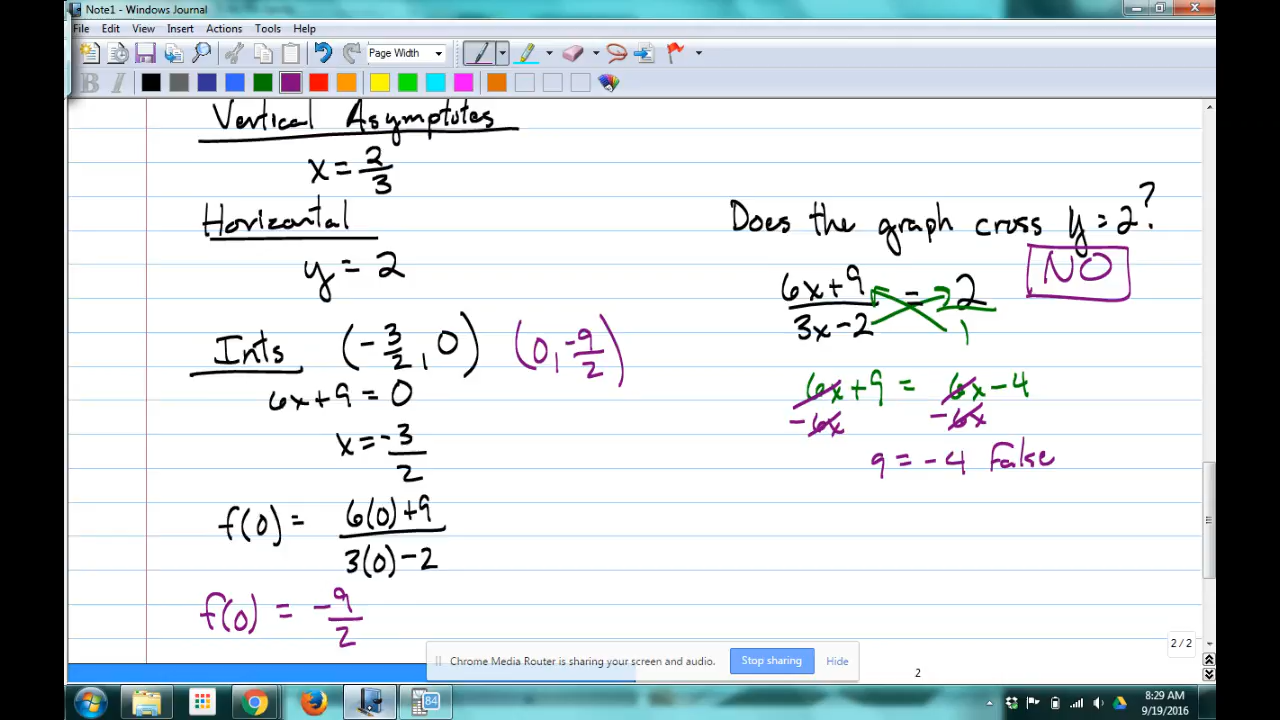 Note1 - Windows Journal
File Edit View Insert Actions Tools Help
Page Width
B I
Vertical Asymptotes
x = 2/3
Horizontal
y = 2
Ints (-3/2, 0) (0, -9/2)
6x+9 = 0
x = -3/2
f(0) = 6(0)+9 / 3(0)-2
f(0) = -9/2
Does the graph cross y = 2?
NO
6x+9 / 3x-2 = 2 / 1
6x+9 = 6x-4
-6x -6x
9 = -4 False
2 / 2
Chrome Media Router is sharing your screen and audio. Stop sharing Hide
2
84
8:29 AM
9/19/2016